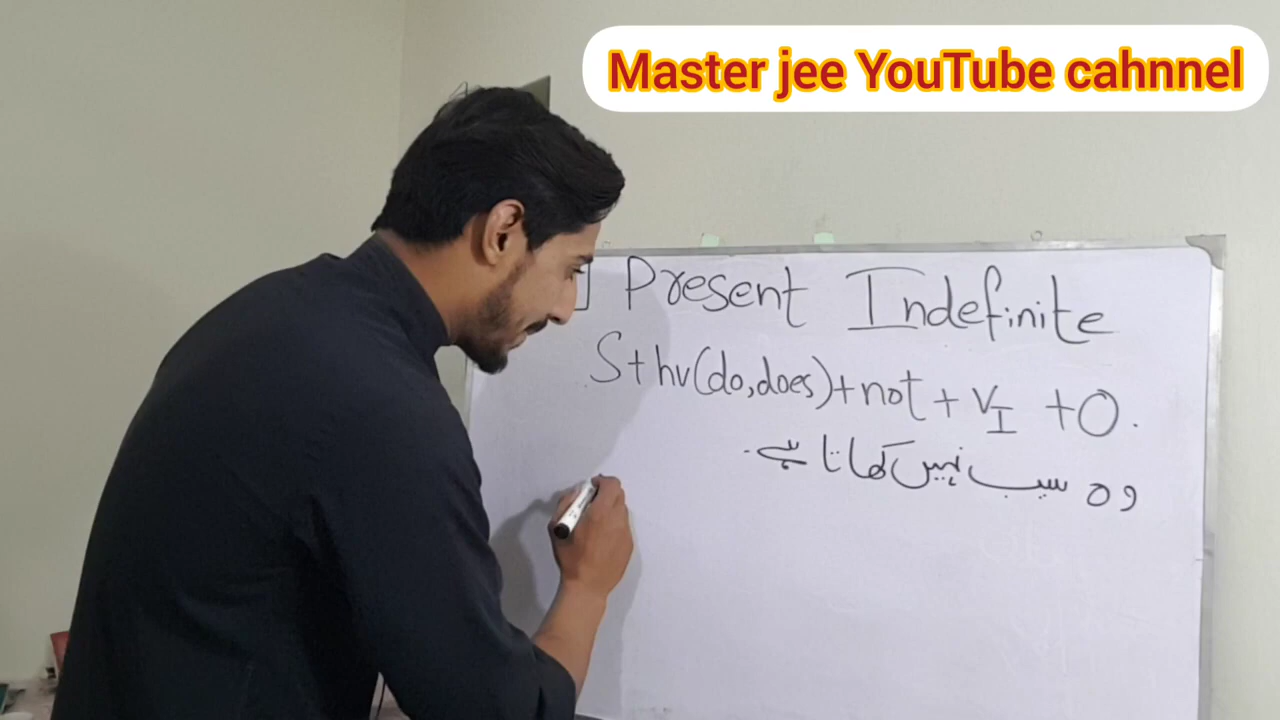 Master jee YouTube cahnnel
Present Indefinite
S+hv(do,does)+not+VI+O.
وہ سیب نہیں کھاتا ہے۔